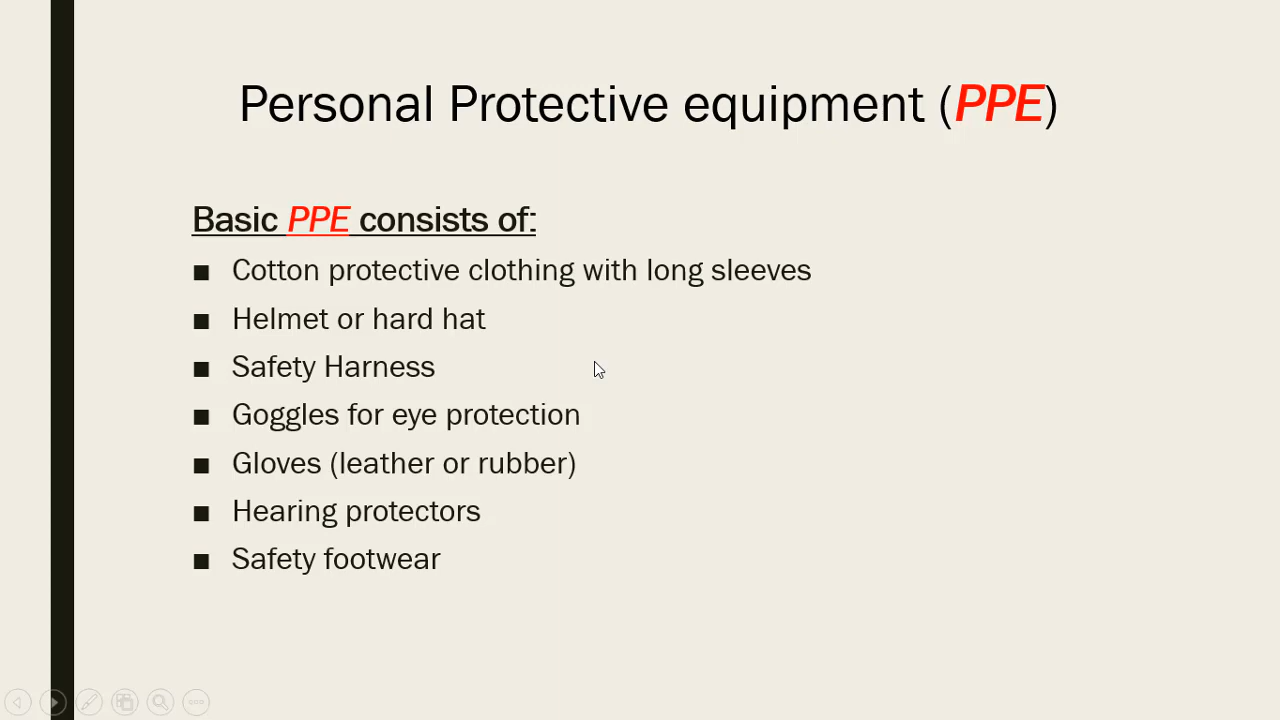 Personal Protective equipment (PPE)
Basic PPE consists of:
■ Cotton protective clothing with long sleeves
■ Helmet or hard hat
■ Safety Harness
■ Goggles for eye protection
■ Gloves (leather or rubber)
■ Hearing protectors
■ Safety footwear